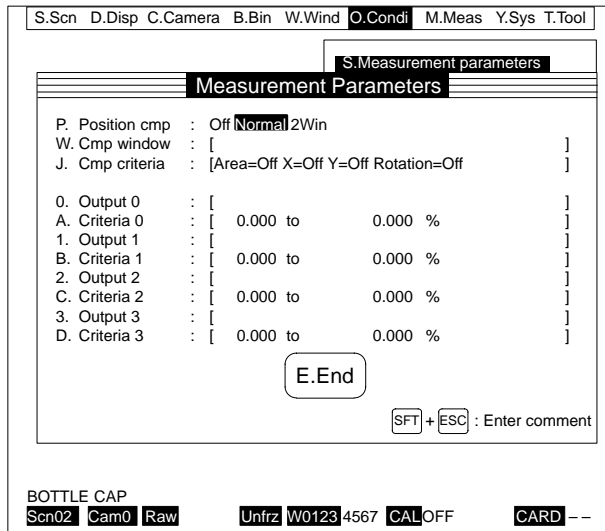 S.Scn D.Disp C.Camera B.Bin W.Wind O.Condi M.Meas Y.Sys T.Tool
S.Measurement parameters
Measurement Parameters
P. Position cmp : Off Normal 2Win
W. Cmp window : [ ]
J. Cmp criteria : [Area=Off X=Off Y=Off Rotation=Off ]
0. Output 0 : [ ]
A. Criteria 0 : [ 0.000 to 0.000 % ]
1. Output 1 : [ ]
B. Criteria 1 : [ 0.000 to 0.000 % ]
2. Output 2 : [ ]
C. Criteria 2 : [ 0.000 to 0.000 % ]
3. Output 3 : [ ]
D. Criteria 3 : [ 0.000 to 0.000 % ]
E.End
SFT + ESC : Enter comment
BOTTLE CAP
Scn02 Cam0 Raw Unfrz W0123 4567 CAL OFF CARD – –